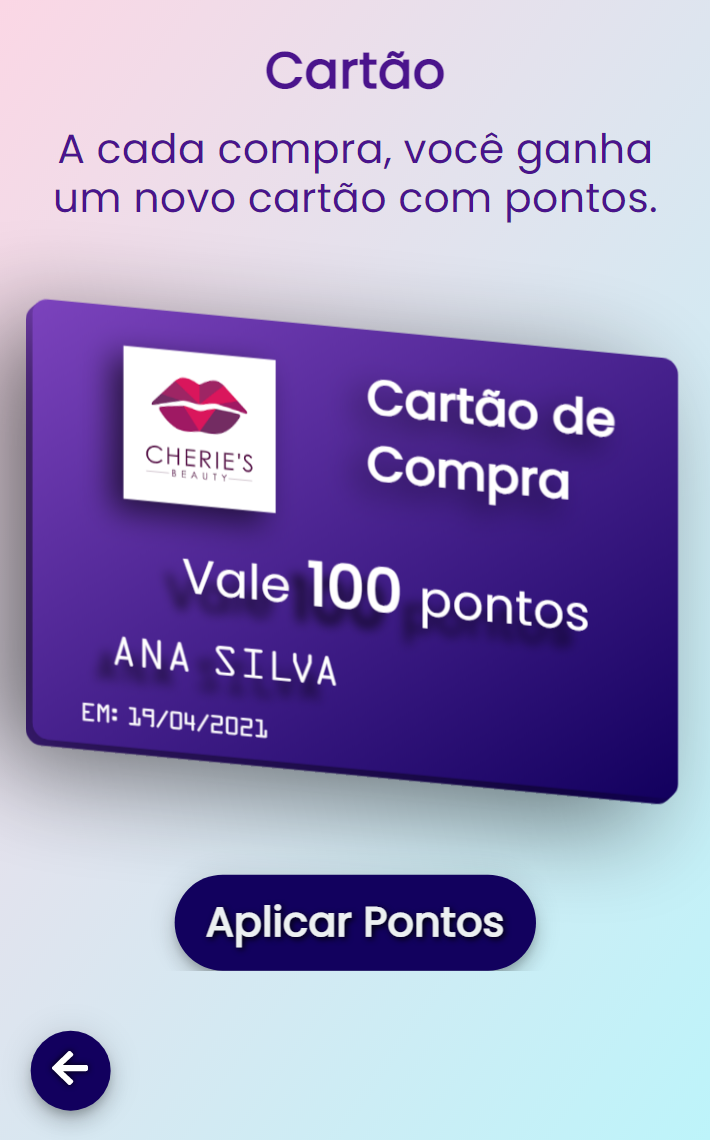 Cartão
A cada compra, você ganha
um novo cartão com pontos.
CHERIE'S
BEAUTY
Cartão de
Compra
Vale 100 pontos
ANA SILVA
EM: 19/04/2021
Aplicar Pontos